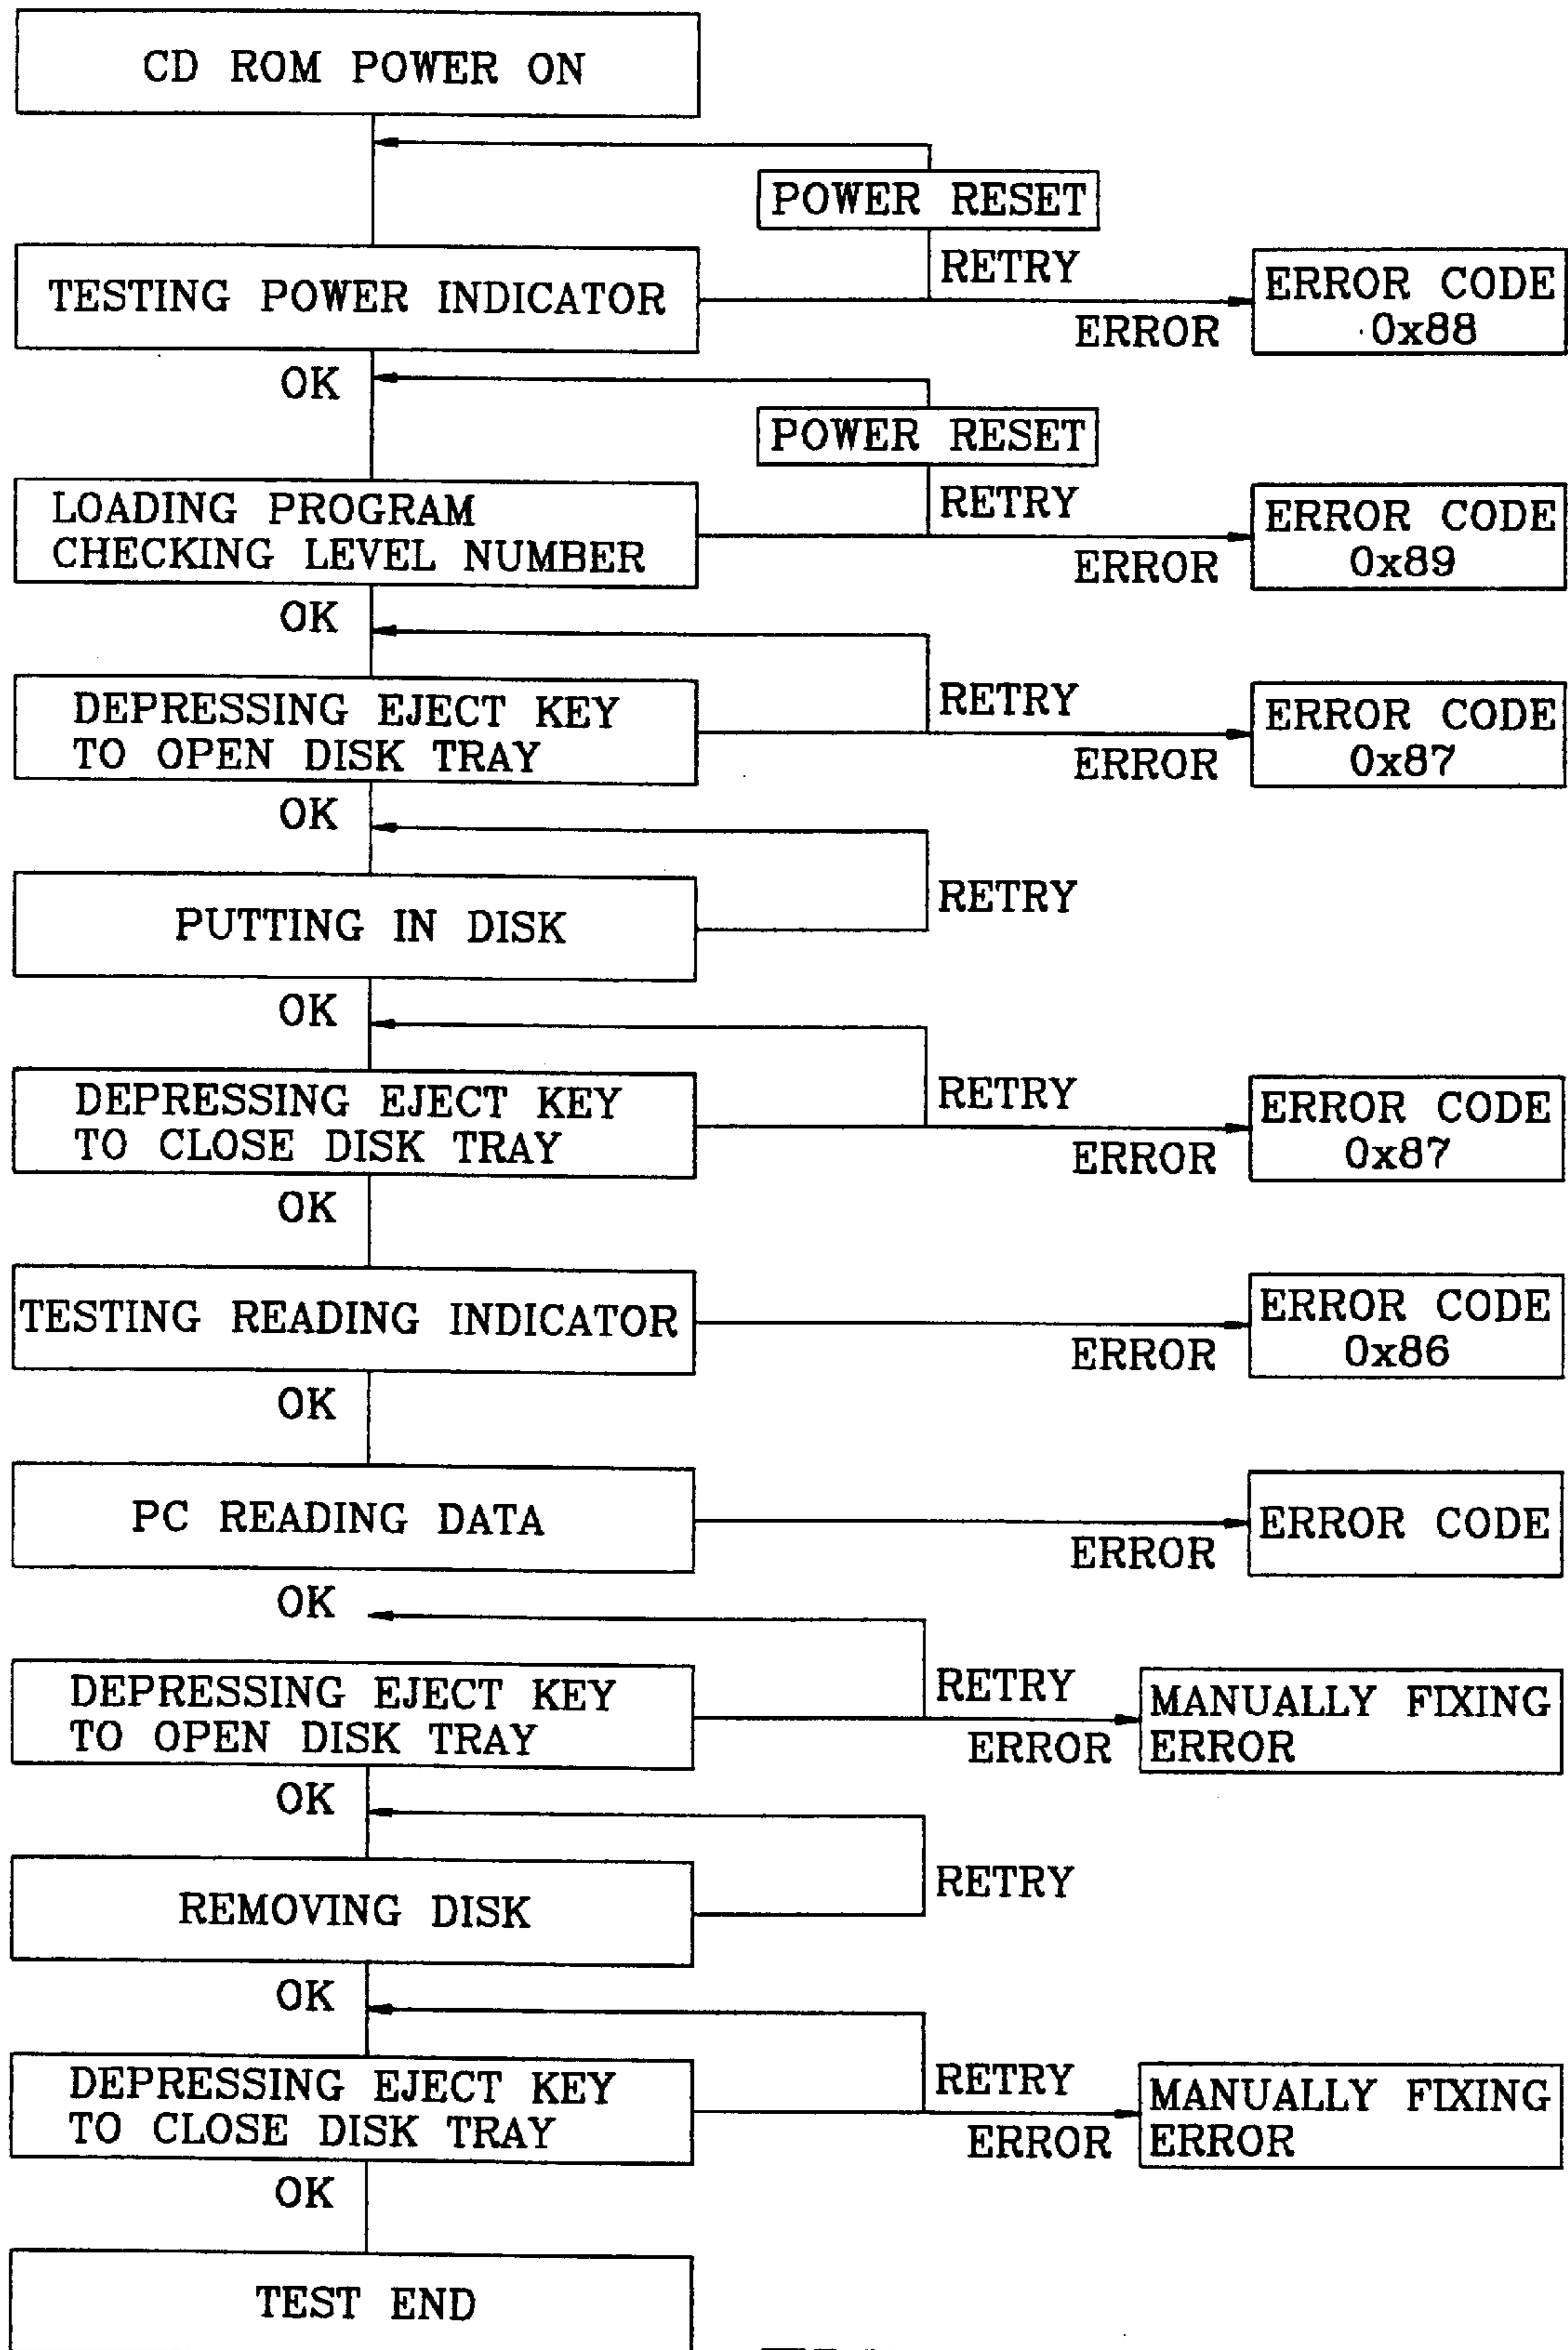 CD ROM POWER ON
POWER RESET
RETRY
TESTING POWER INDICATOR
ERROR
ERROR CODE
0x88
OK
POWER RESET
RETRY
LOADING PROGRAM
CHECKING LEVEL NUMBER
ERROR
ERROR CODE
0x89
OK
RETRY
DEPRESSING EJECT KEY
TO OPEN DISK TRAY
ERROR
ERROR CODE
0x87
OK
RETRY
PUTTING IN DISK
OK
RETRY
DEPRESSING EJECT KEY
TO CLOSE DISK TRAY
ERROR
ERROR CODE
0x87
OK
TESTING READING INDICATOR
ERROR
ERROR CODE
0x86
OK
PC READING DATA
ERROR
ERROR CODE
OK
RETRY
DEPRESSING EJECT KEY
TO OPEN DISK TRAY
ERROR
MANUALLY FIXING
ERROR
OK
RETRY
REMOVING DISK
OK
RETRY
DEPRESSING EJECT KEY
TO CLOSE DISK TRAY
ERROR
MANUALLY FIXING
ERROR
OK
TEST END